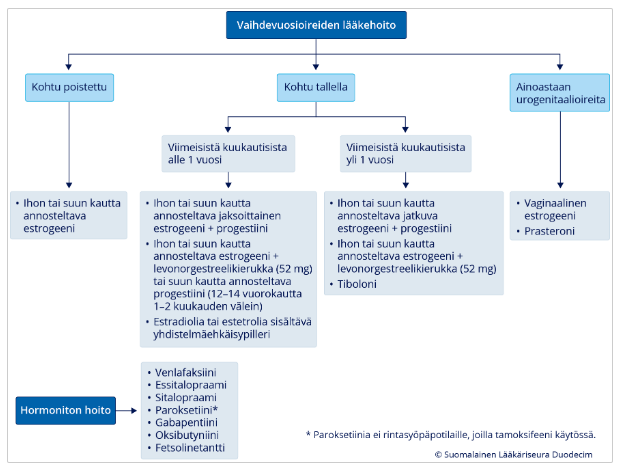 Vaihdevuosioireiden lääkehoito
Kohtu poistettu
Kohtu tallella
Ainoastaan
urogenitaalioireita
Viimeisistä kuukautisista
alle 1 vuosi
Viimeisistä kuukautisista
yli 1 vuosi
• Ihon tai suun kautta
annosteltava
estrogeeni
• Ihon tai suun kautta
annosteltava jaksoittainen
estrogeeni + progestiini
• Ihon tai suun kautta
annosteltava estrogeeni +
levonorgestreelikierukka (52 mg)
tai suun kautta annosteltava
progestiini (12–14 vuorokautta
1–2 kuukauden välein)
• Estradiolia tai estetrolia sisältävä
yhdistelmäehkäisypilleri
• Ihon tai suun kautta
annosteltava jatkuva
estrogeeni + progestiini
• Ihon tai suun kautta
annosteltava estrogeeni +
levonorgestreelikierukka (52 mg)
• Tiboloni
• Vaginaalinen
estrogeeni
• Prasteroni
Hormoniton hoito
• Venlafaksiini
• Essitalopraami
• Sitalopraami
• Paroksetiini*
• Gabapentiini
• Oksibutyniini
• Fetsolinetantti
* Paroksetiinia ei rintasyöpäpotilaille, joilla tamoksifeeni käytössä.
© Suomalainen Lääkäriseura Duodecim